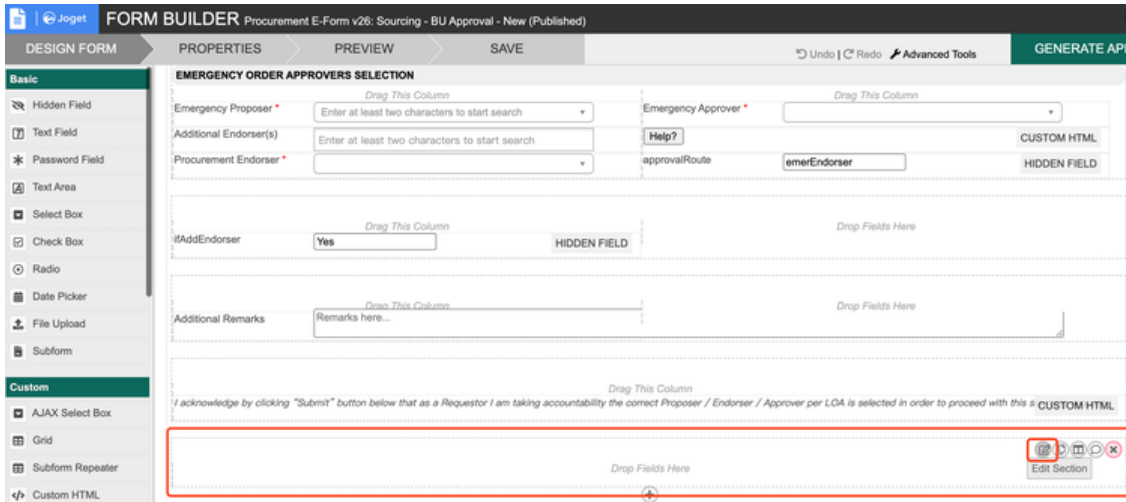 Joget FORM BUILDER Procurement E-Form v26: Sourcing - BU Approval - New (Published)
DESIGN FORM PROPERTIES PREVIEW SAVE Undo | Redo Advanced Tools GENERATE AP
Basic
Hidden Field
Text Field
Password Field
Text Area
Select Box
Check Box
Radio
Date Picker
File Upload
Subform
Custom
AJAX Select Box
Grid
Subform Repeater
Custom HTML
EMERGENCY ORDER APPROVERS SELECTION
Drag This Column Drag This Column
Emergency Proposer * Enter at least two characters to start search Emergency Approver *
Additional Endorser(s) Enter at least two characters to start search Help? CUSTOM HTML
Procurement Endorser * approvalRoute emerEndorser HIDDEN FIELD
Drag This Column Drop Fields Here
ifAddEndorser Yes HIDDEN FIELD
Drag This Column Drop Fields Here
Additional Remarks Remarks here...
Drag This Column
I acknowledge by clicking "Submit" button below that as a Requestor I am taking accountability the correct Proposer / Endorser / Approver per LOA is selected in order to proceed with this s CUSTOM HTML
Drop Fields Here
Edit Section